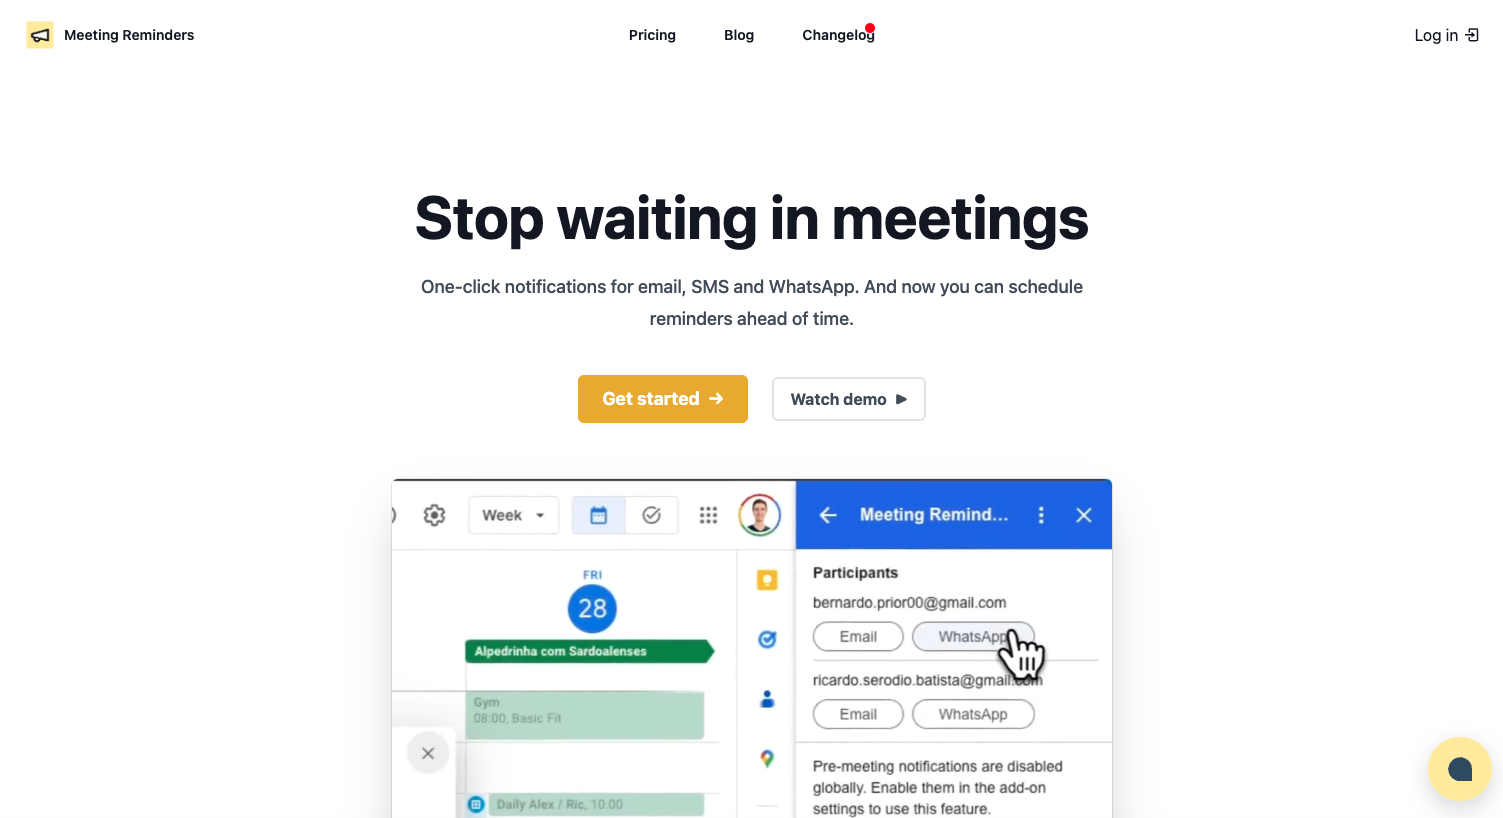 Meeting Reminders
Pricing
Blog
Changelog
Log in
Stop waiting in meetings
One-click notifications for email, SMS and WhatsApp. And now you can schedule
reminders ahead of time.
Get started
Watch demo
Week
Meeting Remind...
FRI
28
Alpedrinha com Sardoalenses
Gym
08:00, Basic Fit
Daily Alex / Ric, 10:00
Participants
bernardo.prior00@gmail.com
Email
WhatsApp
ricardo.serodio.batista@gmail.com
Email
WhatsApp
Pre-meeting notifications are disabled
globally. Enable them in the add-on
settings to use this feature.